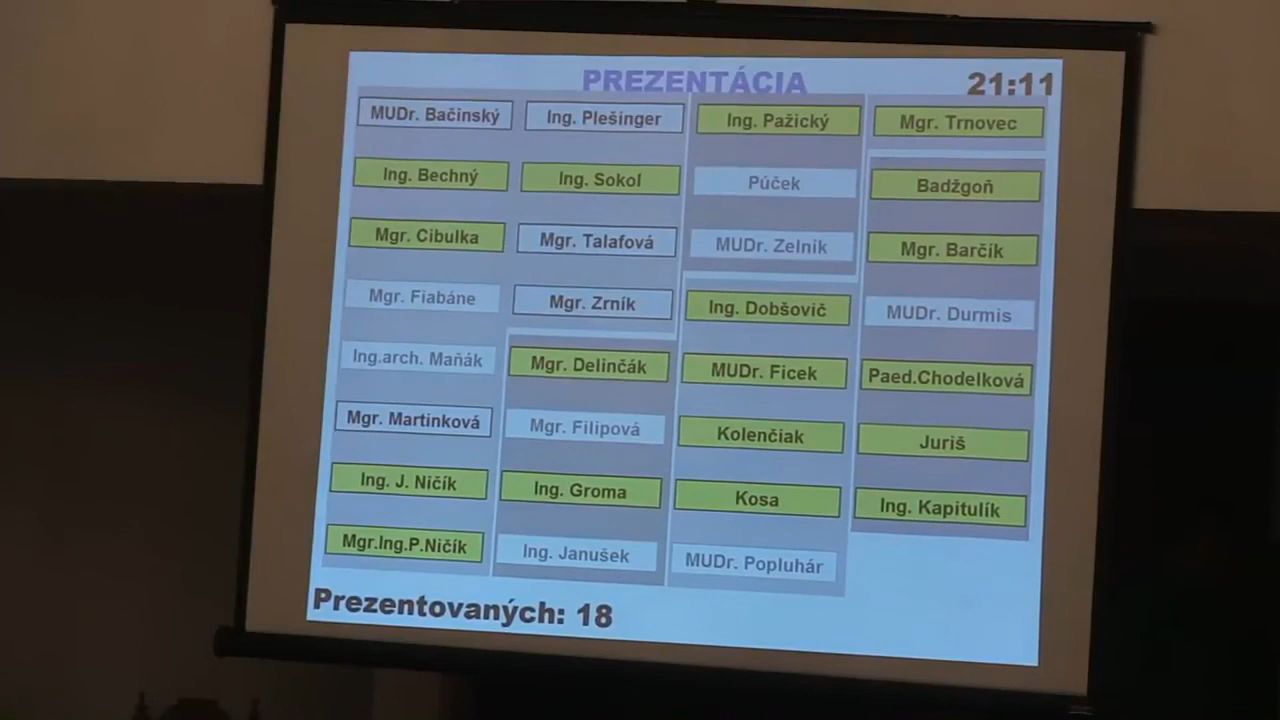 PREZENTÁCIA
21:11
MUDr. Bačinský
Ing. Plešinger
Ing. Pažický
Mgr. Trnovec
Ing. Bechný
Ing. Sokol
Púček
Badžgoň
Mgr. Cibulka
Mgr. Talafová
MUDr. Zelník
Mgr. Barčík
Mgr. Fiabáne
Mgr. Zrník
Ing. Dobšovič
MUDr. Durmis
Ing.arch. Maňák
Mgr. Delinčák
MUDr. Ficek
Paed.Chodelková
Mgr. Martinková
Mgr. Filipová
Kolenčiak
Juriš
Ing. J. Ničík
Ing. Groma
Kosa
Ing. Kapitulík
Mgr.Ing.P.Ničík
Ing. Janušek
MUDr. Popluhár
Prezentovaných: 18